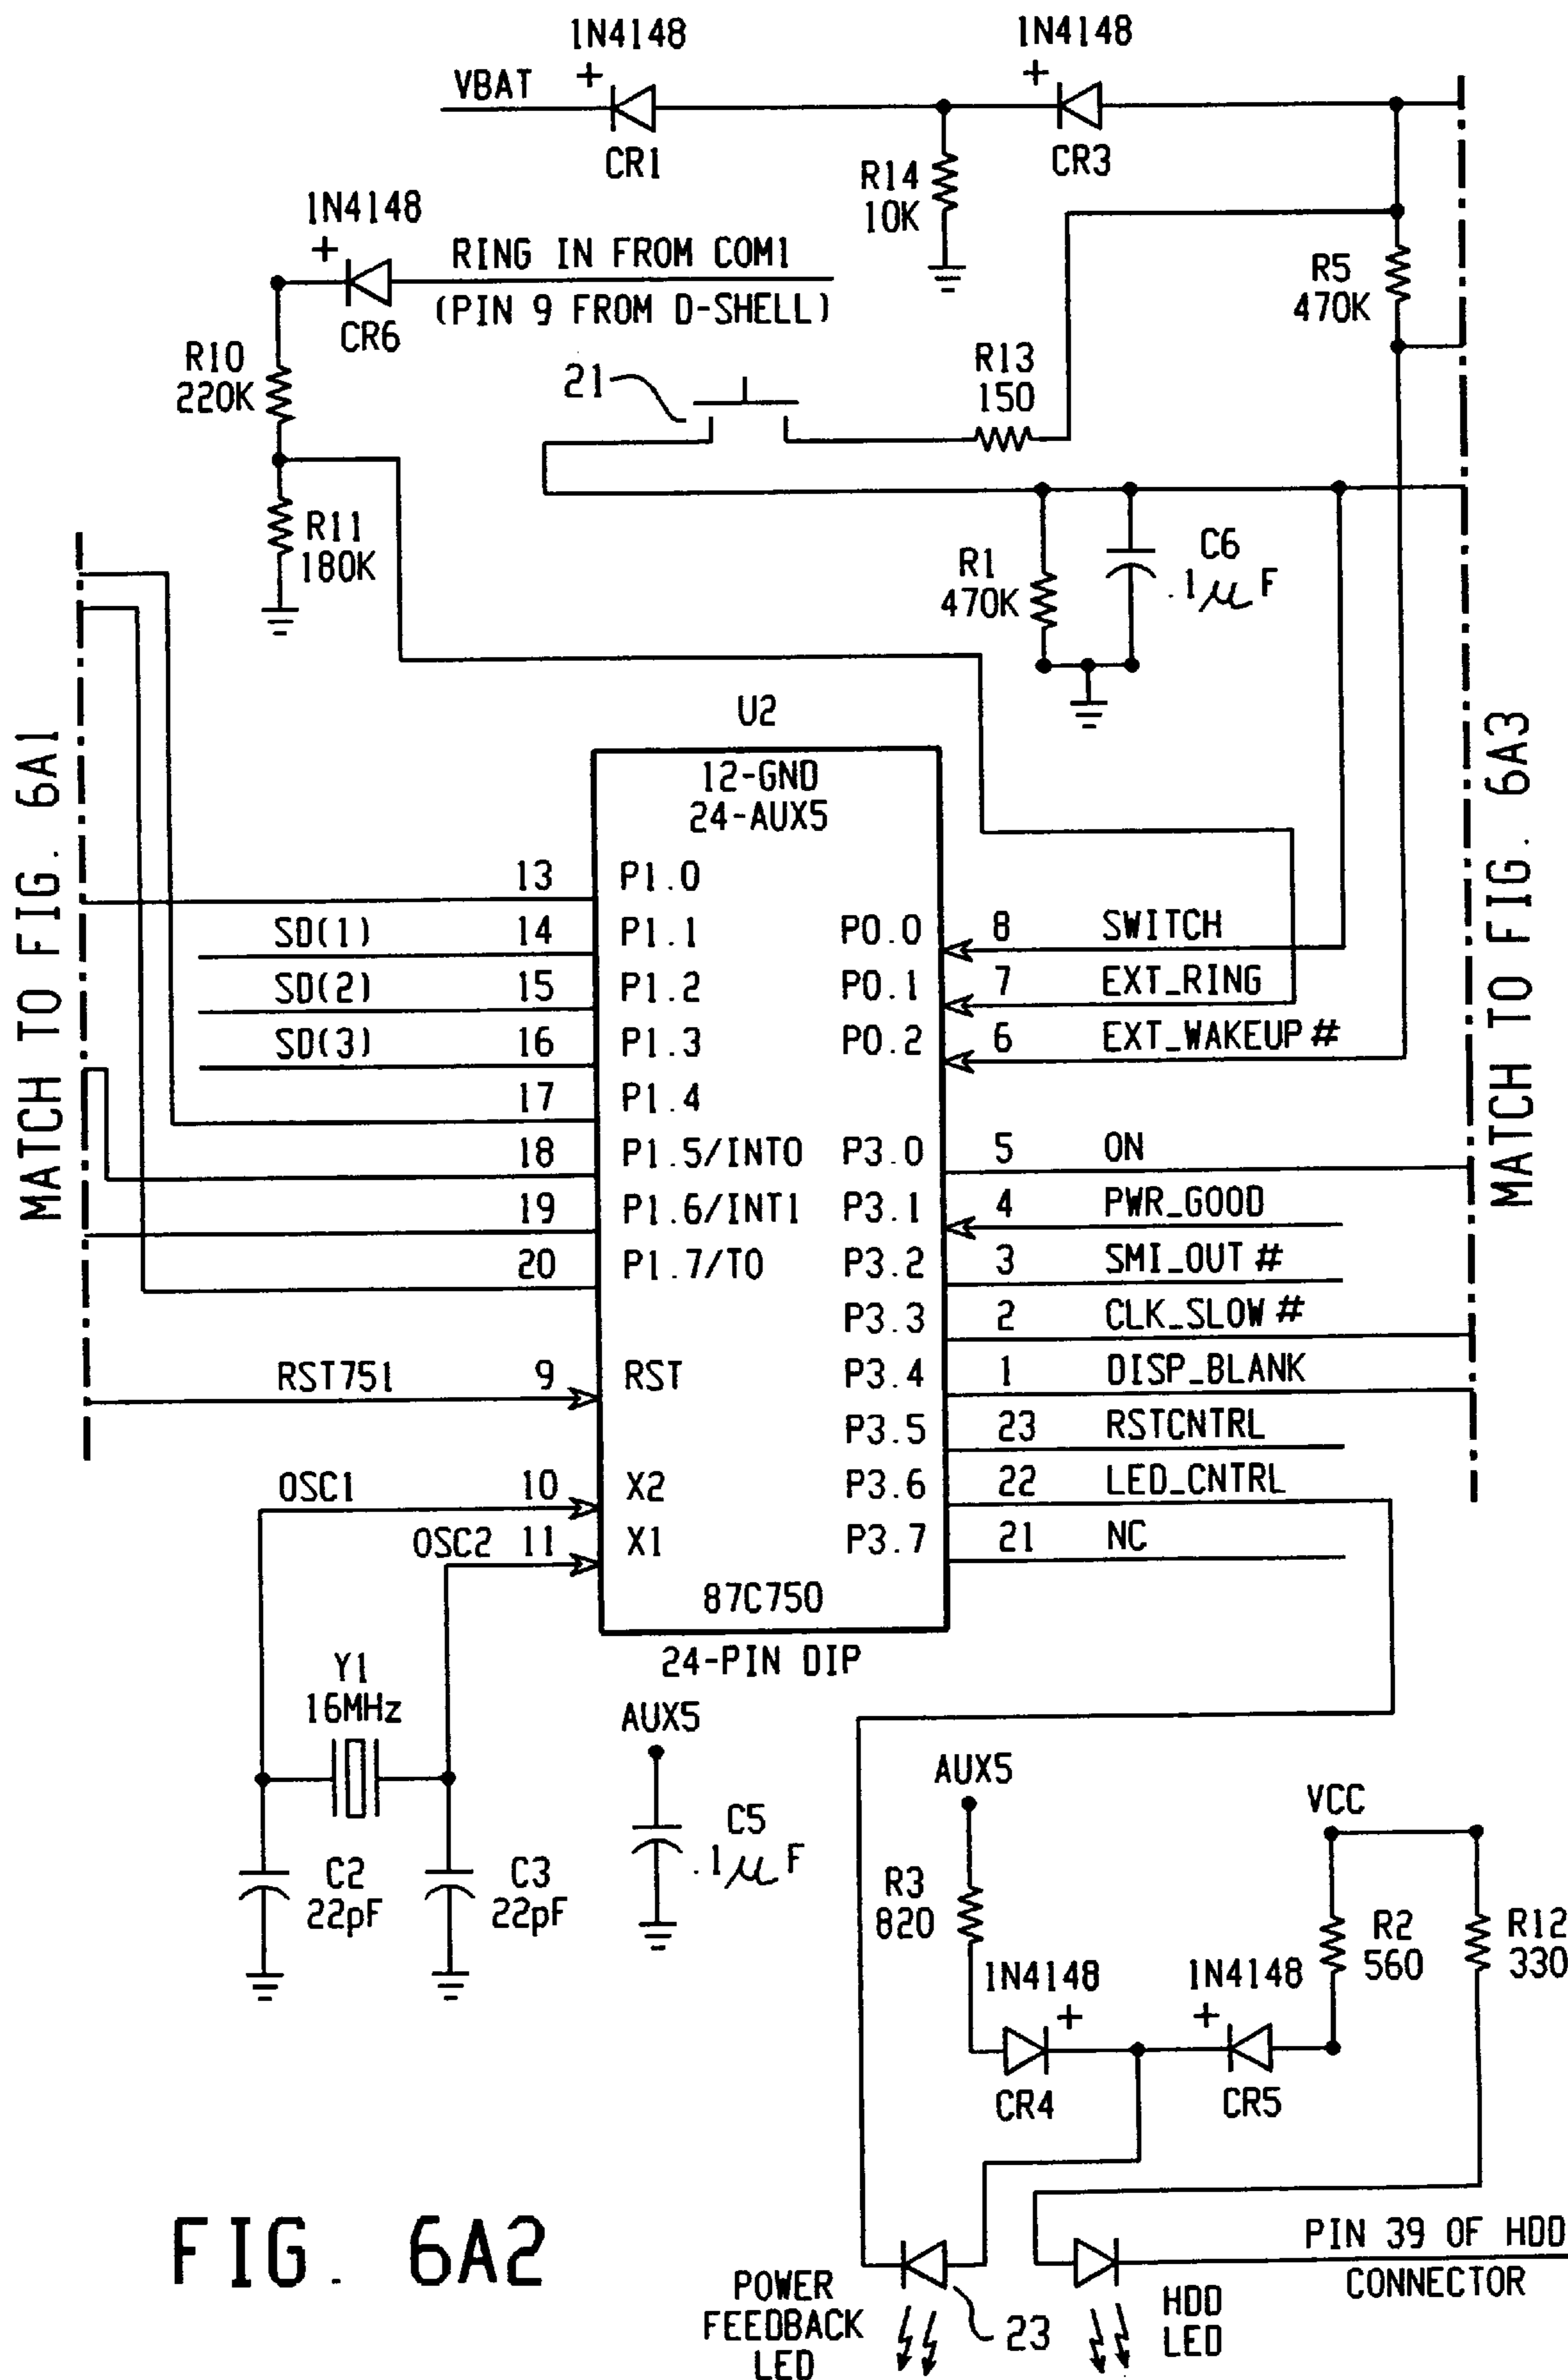 1N4148
1N4148
VBAT
+
+
CR1
CR3
R14
10K
1N4148
+
RING IN FROM COM1
(PIN 9 FROM D-SHELL)
CR6
R5
470K
R10
220K
21
R13
150
R11
180K
C6
.1μF
R1
470K
MATCH TO FIG. 6A1
MATCH TO FIG. 6A3
U2
12-GND
24-AUX5
13 P1.0
SD(1) 14 P1.1 P0.0 8 SWITCH
SD(2) 15 P1.2 P0.1 7 EXT_RING
SD(3) 16 P1.3 P0.2 6 EXT_WAKEUP#
17 P1.4
18 P1.5/INT0 P3.0 5 ON
19 P1.6/INT1 P3.1 4 PWR_GOOD
20 P1.7/T0 P3.2 3 SMI_OUT#
P3.3 2 CLK_SLOW#
RST751 9 RST P3.4 1 DISP_BLANK
P3.5 23 RSTCNTRL
OSC1 10 X2 P3.6 22 LED_CNTRL
OSC2 11 X1 P3.7 21 NC
87C750
24-PIN DIP
Y1
16MHz
AUX5
C5
.1μF
C2
22pF
C3
22pF
AUX5
VCC
R3
820
R2
560
R12
330
1N4148
+
1N4148
+
CR4
CR5
FIG. 6A2
POWER
FEEDBACK
LED
23
HDD
LED
PIN 39 OF HDD
CONNECTOR